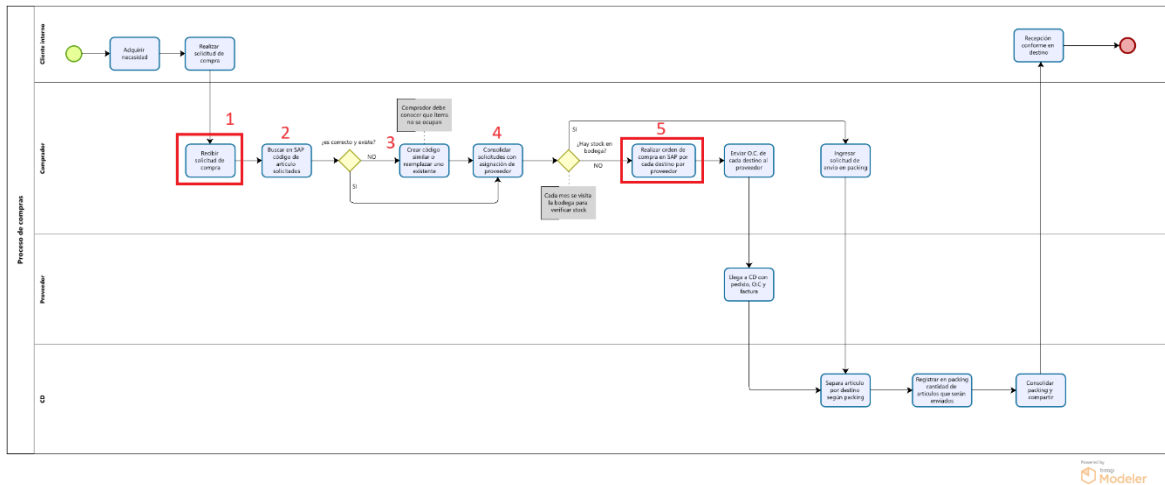 Proceso de compras
Cliente interno
Adquirir
necesidad
Realizar
solicitud de
compra
Recepción
conforme en
destino
Comprador
1
Recibir
solicitud de
compra
2
Buscar en SAP
código de
artículo
solicitados
¿es correcto y existe?
NO
SI
Comprador debe
conocer que ítems
no se ocupan
3
Crear código
similar o
reemplazar uno
existente
4
Consolidar
solicitudes con
asignación de
proveedor
SI
¿Hay stock en
bodega?
NO
Cada mes se visita
la bodega para
verificar stock
5
Realizar orden de
compra en SAP por
cada destino por
proveedor
Enviar O.C. de
cada destino al
proveedor
Ingresar
solicitud de
envío en packing
Proveedor
Llega a CD con
pedido, O.C y
factura
CD
Separa artículo
por destino
según packing
Registrar en packing
cantidad de
artículos que serán
enviados
Consolidar
packing y
compartir
Powered by
bizagi
Modeler